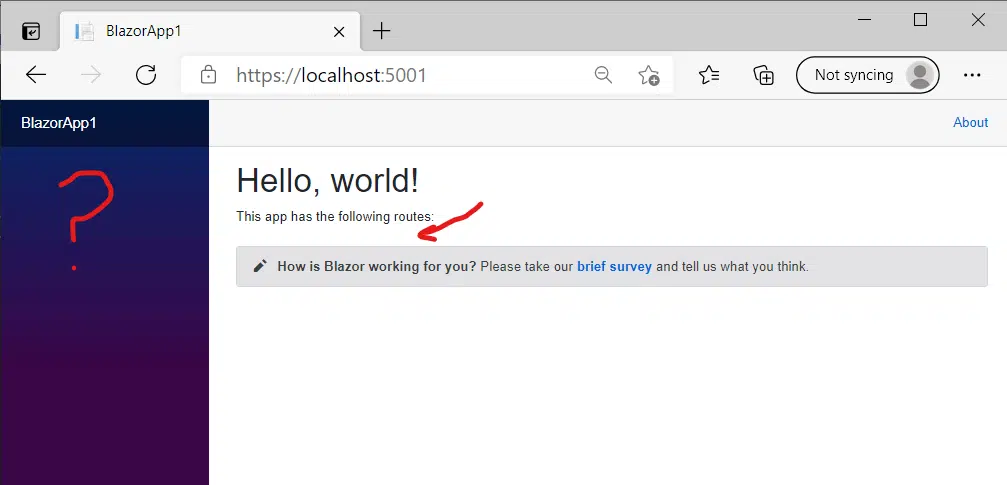 BlazorApp1
https://localhost:5001
Not syncing
BlazorApp1
About
Hello, world!
This app has the following routes:
How is Blazor working for you? Please take our brief survey and tell us what you think.
?